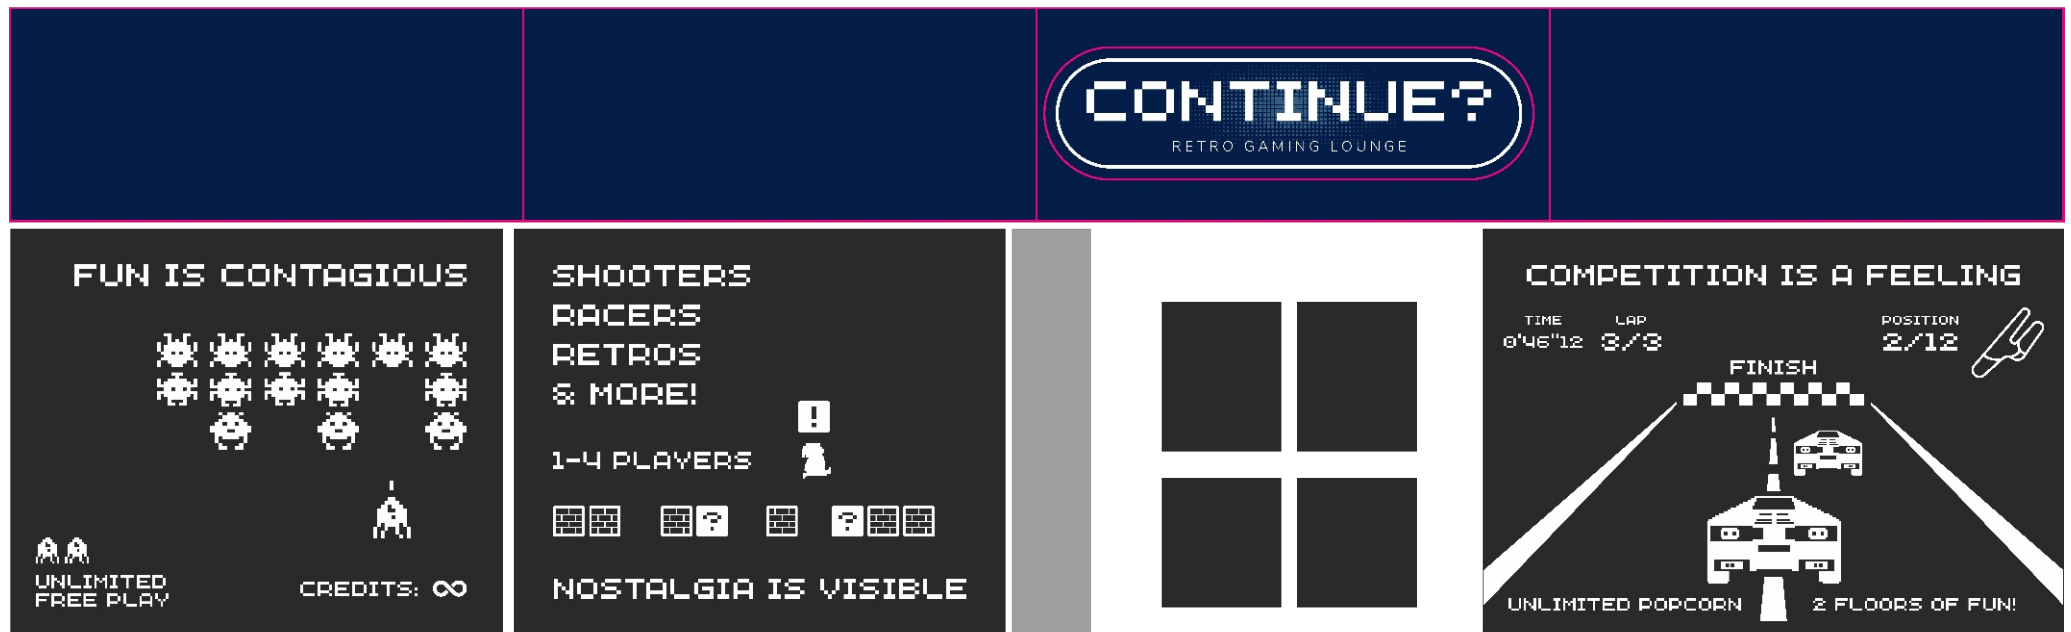 CONTINUE?
RETRO GAMING LOUNGE
FUN IS CONTAGIOUS
UNLIMITED
FREE PLAY
CREDITS: ∞
SHOOTERS
RACERS
RETROS
& MORE!
!
1-4 PLAYERS
? ?
NOSTALGIA IS VISIBLE
COMPETITION IS A FEELING
TIME LAP POSITION
0'46"12 3/3 2/12
FINISH
UNLIMITED POPCORN 2 FLOORS OF FUN!